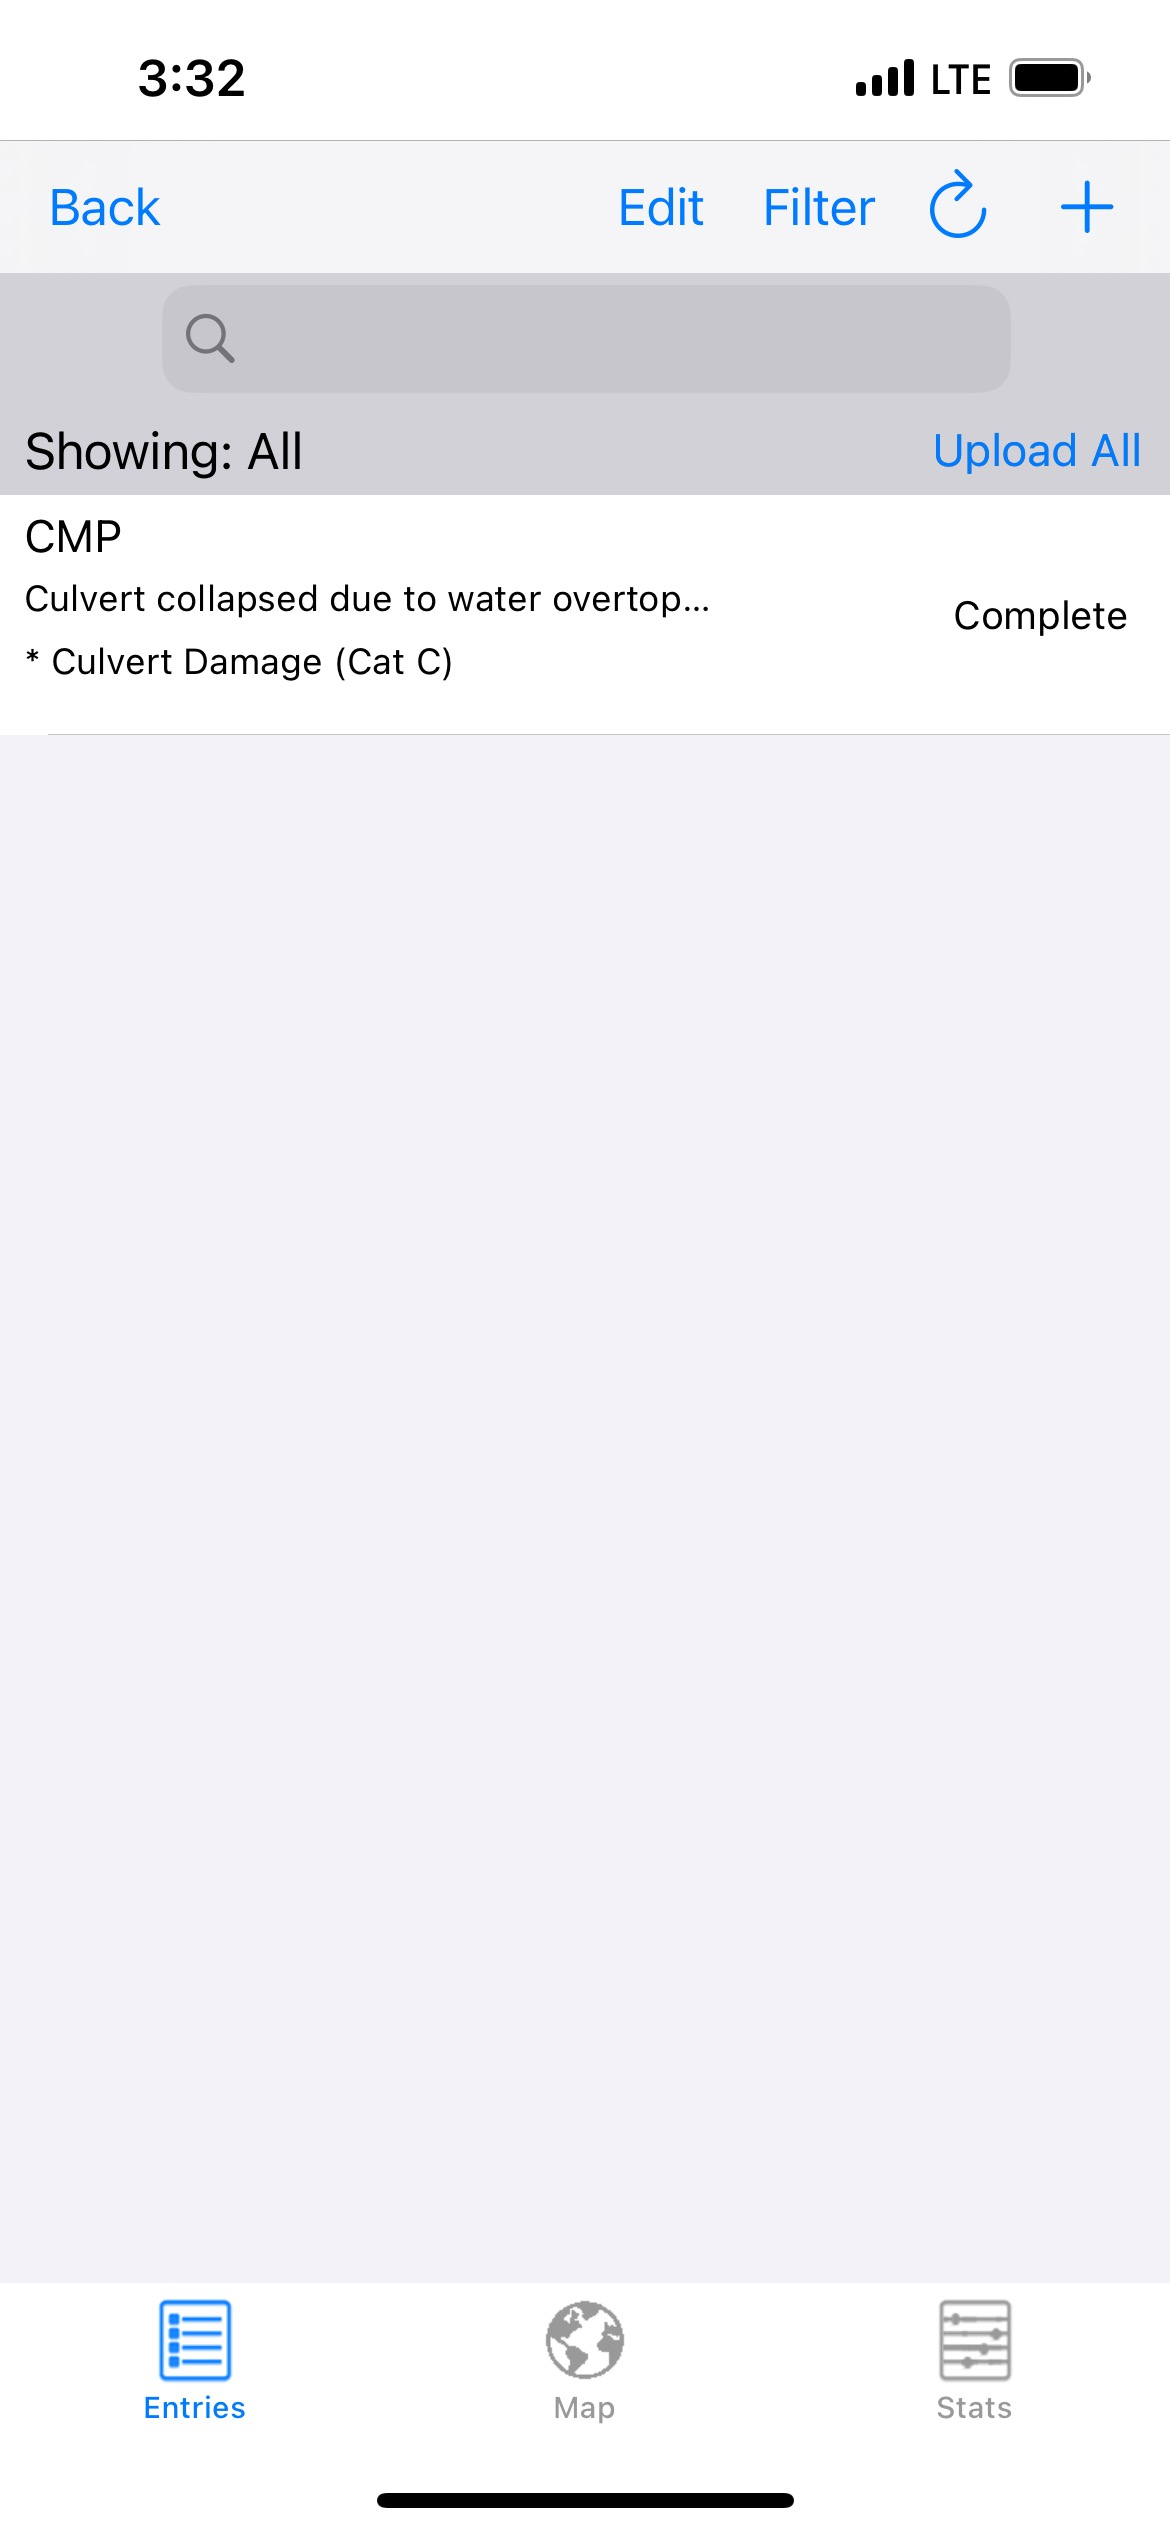 3:32 LTE
Back Edit Filter
Showing: All Upload All
CMP
Culvert collapsed due to water overtop...
Complete
* Culvert Damage (Cat C)
Entries Map Stats